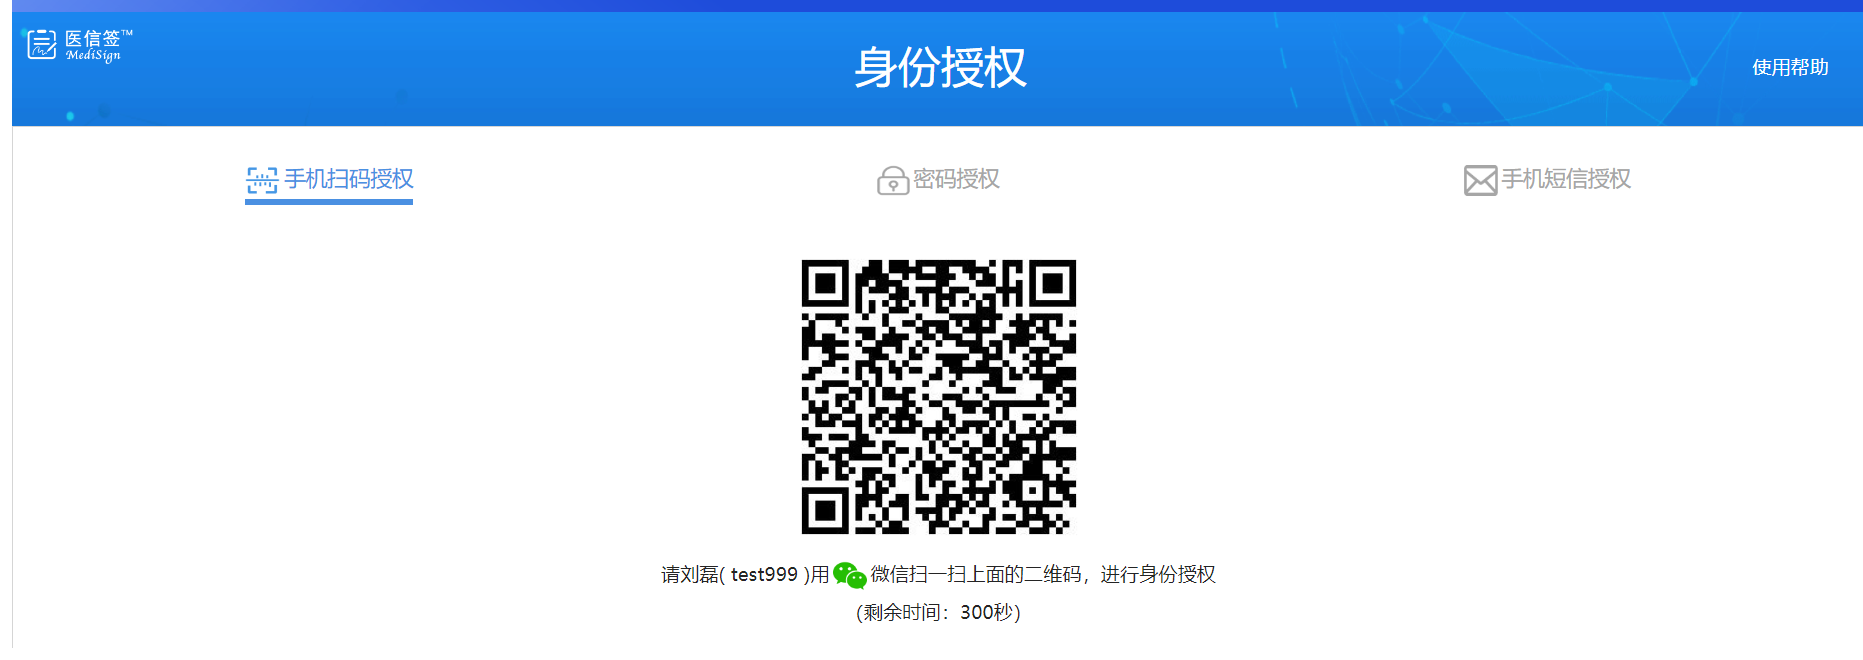 医信签™
MediSign
身份授权
使用帮助
手机扫码授权
密码授权
手机短信授权
请刘磊( test999 )用微信扫一扫上面的二维码，进行身份授权
(剩余时间：300秒)